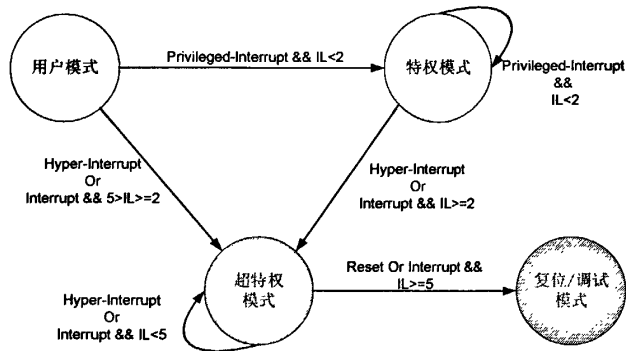 用户模式
Privileged-Interrupt && IL<2
特权模式
Privileged-Interrupt
&&
IL<2
Hyper-Interrupt
Or
Interrupt && 5>IL>=2
Hyper-Interrupt
Or
Interrupt && IL>=2
超特权
模式
Reset Or Interrupt &&
IL>=5
复位/调试
模式
Hyper-Interrupt
Or
Interrupt && IL<5